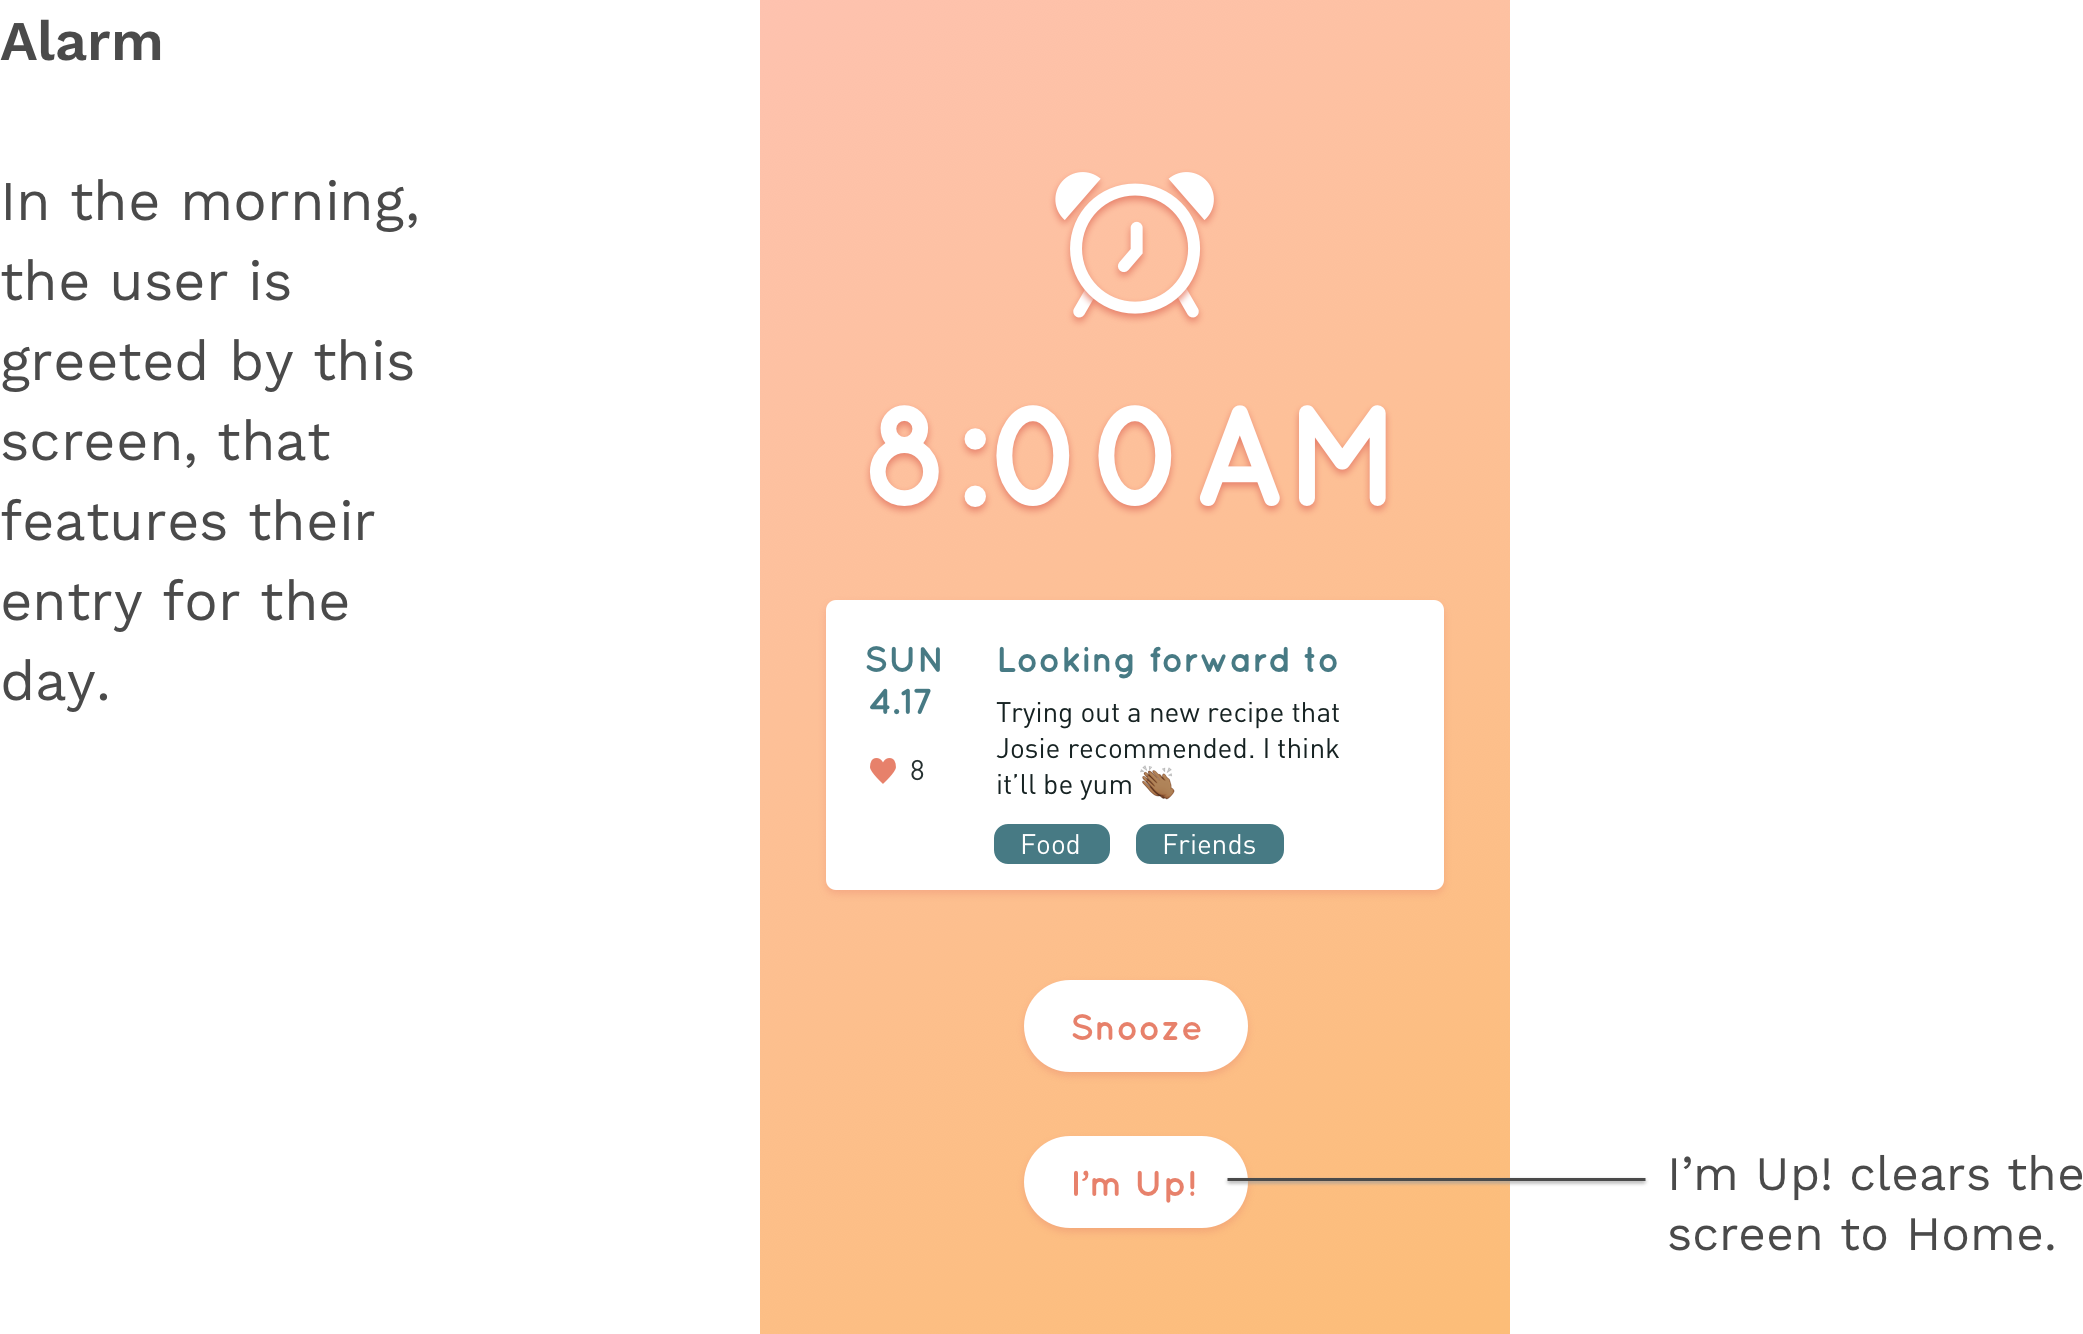 Alarm
In the morning,
the user is
greeted by this
screen, that
features their
entry for the
day.
8:00AM
SUN
4.17
8
Looking forward to
Trying out a new recipe that
Josie recommended. I think
it’ll be yum 👏🏾
Food
Friends
Snooze
I’m Up!
I’m Up! clears the
screen to Home.